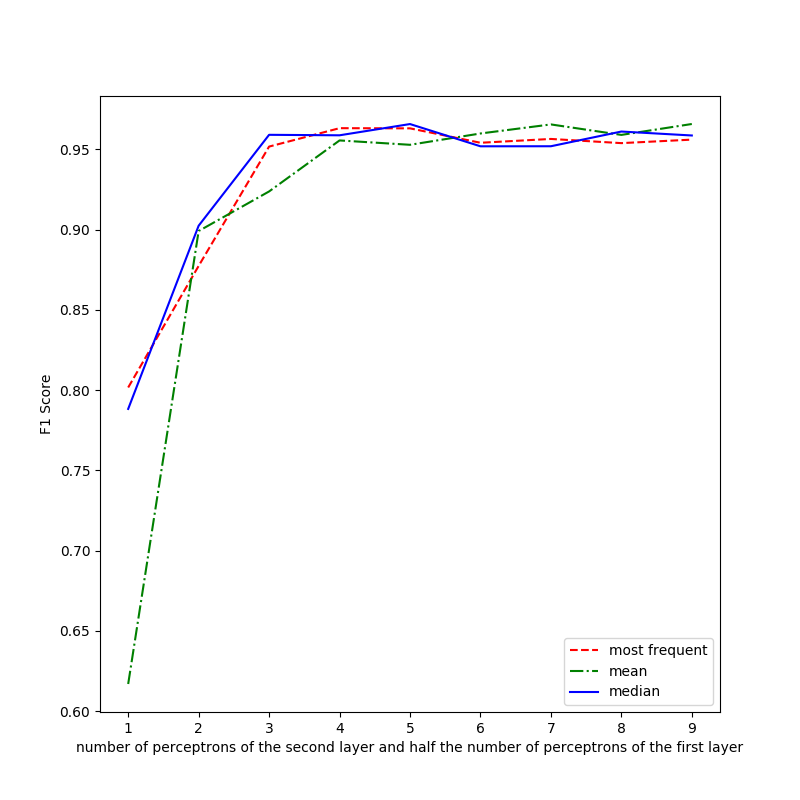 0.95
0.90
0.85
0.80
0.75
0.70
0.65
0.60
F1 Score
1 2 3 4 5 6 7 8 9
number of perceptrons of the second layer and half the number of perceptrons of the first layer
most frequent
mean
median